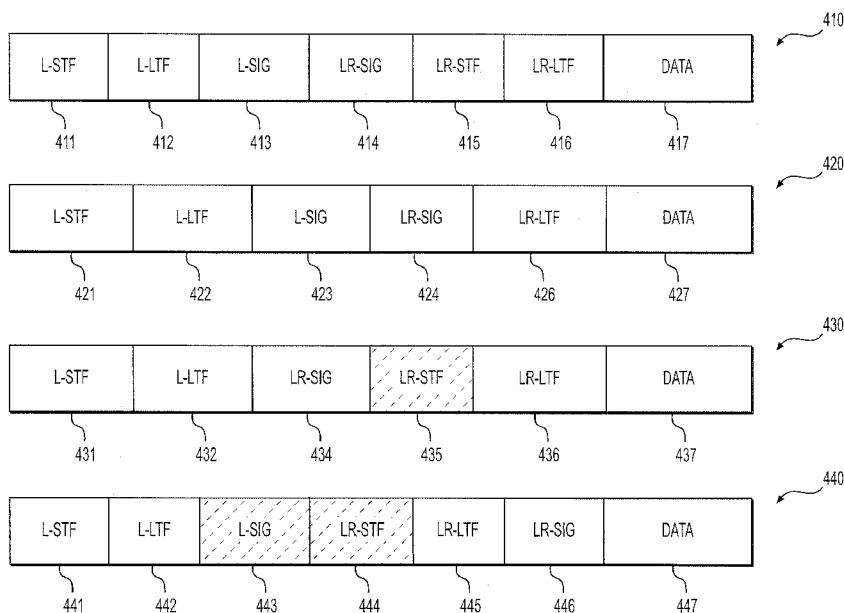 410
L-STF L-LTF L-SIG LR-SIG LR-STF LR-LTF DATA
411 412 413 414 415 416 417
420
L-STF L-LTF L-SIG LR-SIG LR-LTF DATA
421 422 423 424 426 427
430
L-STF L-LTF LR-SIG LR-STF LR-LTF DATA
431 432 434 435 436 437
440
L-STF L-LTF L-SIG LR-STF LR-LTF LR-SIG DATA
441 442 443 444 445 446 447